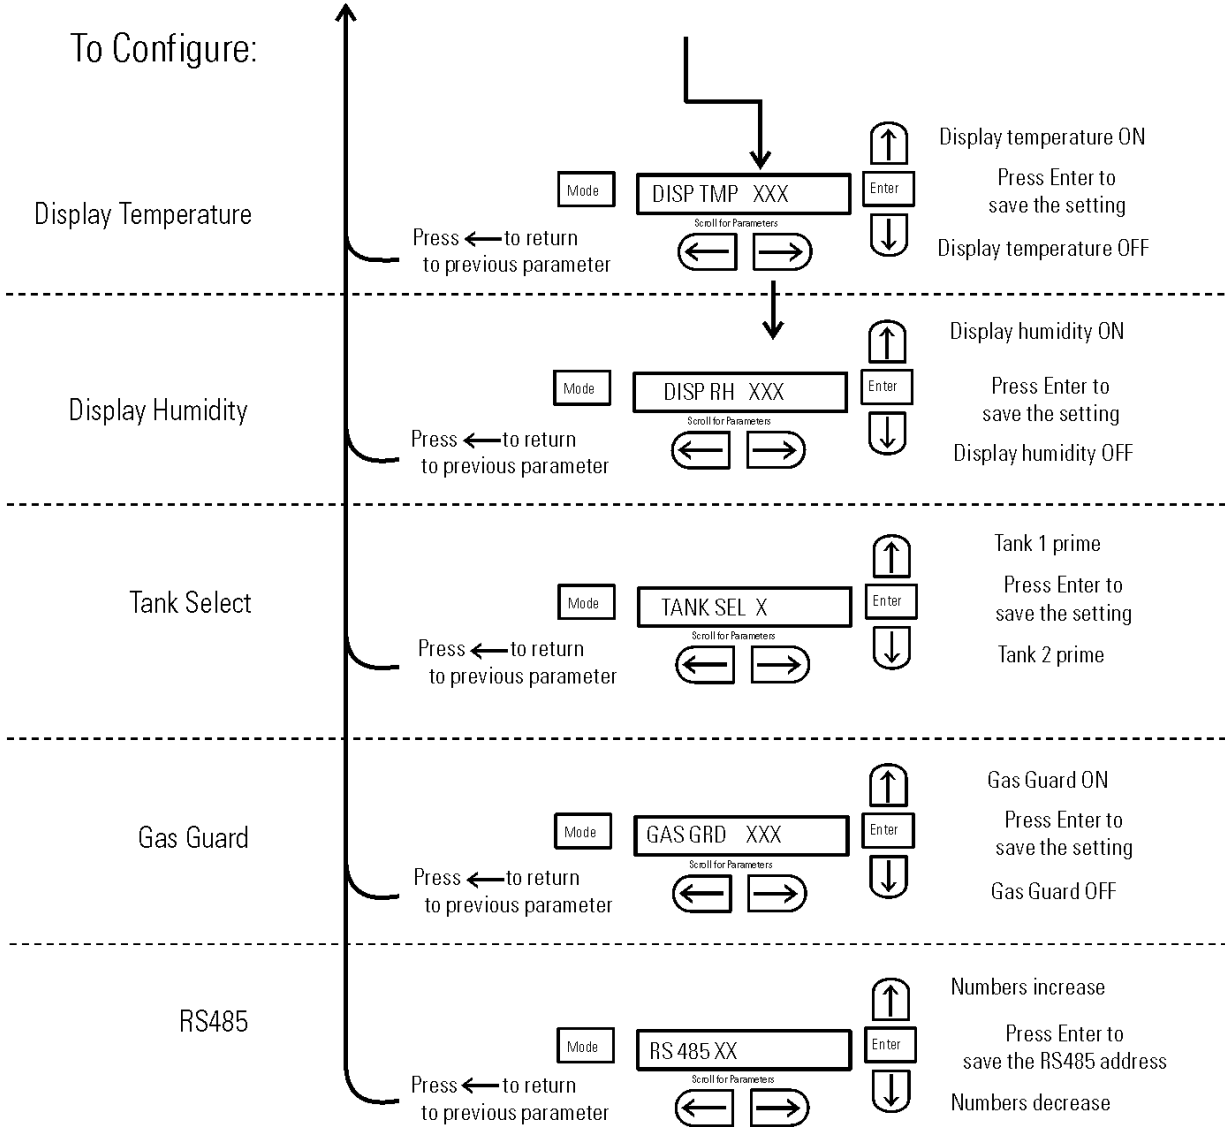 To Configure:
Display temperature ON
Mode
DISP TMP XXX
Enter
Press Enter to
save the setting
Display Temperature
Scroll for Parameters
Press ← to return
to previous parameter
Display temperature OFF
Display humidity ON
Mode
DISP RH XXX
Enter
Press Enter to
save the setting
Display Humidity
Scroll for Parameters
Press ← to return
to previous parameter
Display humidity OFF
Tank 1 prime
Tank Select
Mode
TANK SEL X
Enter
Press Enter to
save the setting
Scroll for Parameters
Press ← to return
to previous parameter
Tank 2 prime
Gas Guard ON
Gas Guard
Mode
GAS GRD XXX
Enter
Press Enter to
save the setting
Scroll for Parameters
Press ← to return
to previous parameter
Gas Guard OFF
Numbers increase
RS485
Mode
RS 485 XX
Enter
Press Enter to
save the RS485 address
Scroll for Parameters
Press ← to return
to previous parameter
Numbers decrease